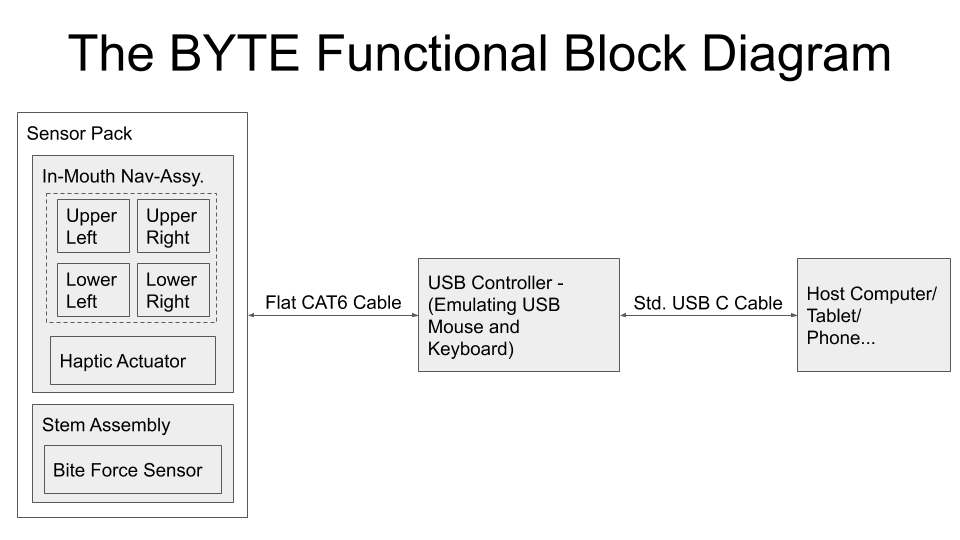 The BYTE Functional Block Diagram
Sensor Pack
In-Mouth Nav-Assy.
Upper
Left
Upper
Right
Lower
Left
Lower
Right
Haptic Actuator
Stem Assembly
Bite Force Sensor
Flat CAT6 Cable
USB Controller -
(Emulating USB
Mouse and
Keyboard)
Std. USB C Cable
Host Computer/
Tablet/
Phone...